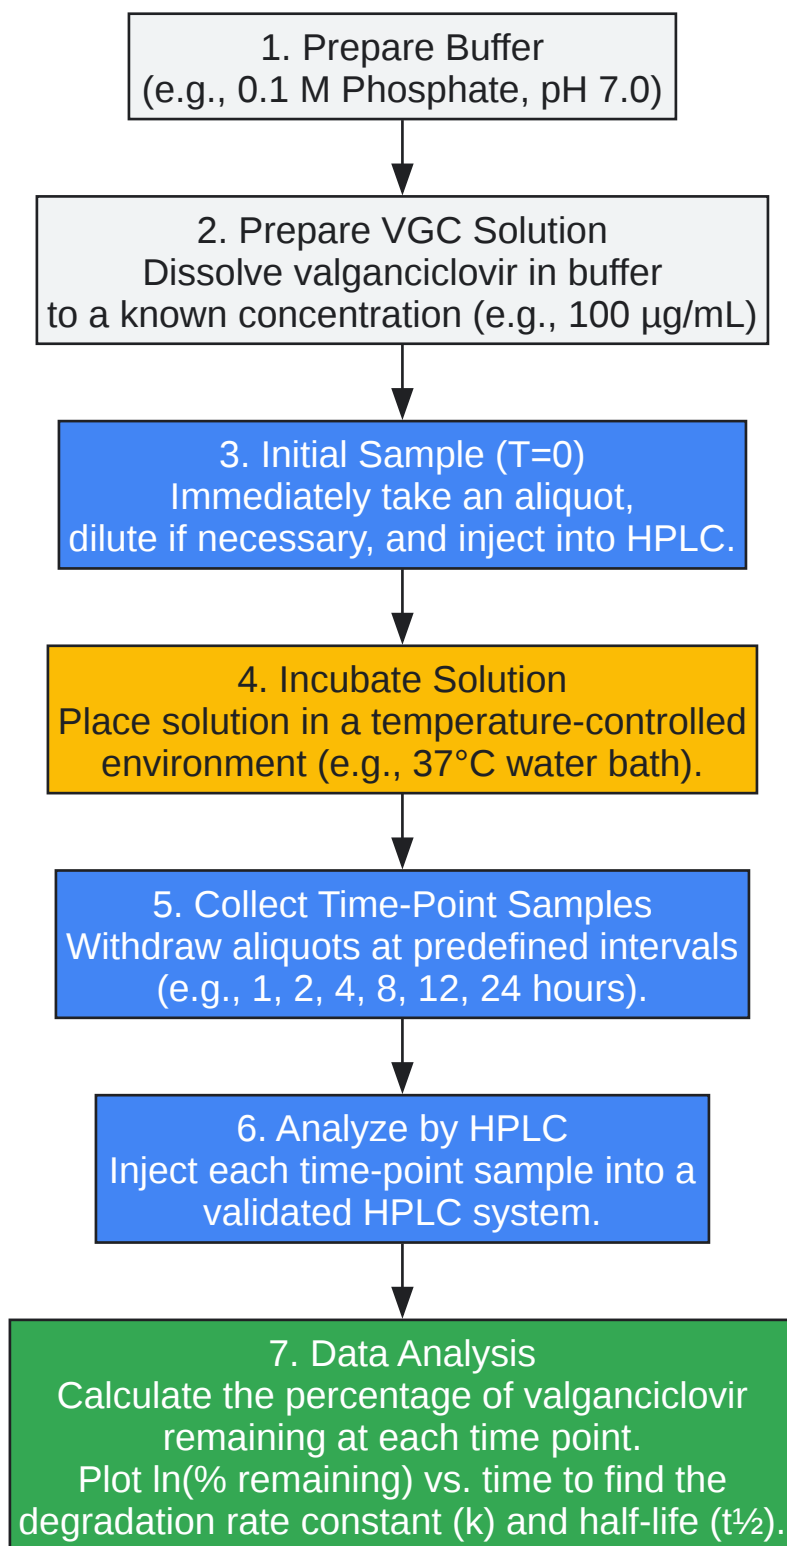 1. Prepare Buffer
(e.g., 0.1 M Phosphate, pH 7.0)
2. Prepare VGC Solution
Dissolve valganciclovir in buffer
to a known concentration (e.g., 100 µg/mL)
3. Initial Sample (T=0)
Immediately take an aliquot,
dilute if necessary, and inject into HPLC.
4. Incubate Solution
Place solution in a temperature-controlled
environment (e.g., 37°C water bath).
5. Collect Time-Point Samples
Withdraw aliquots at predefined intervals
(e.g., 1, 2, 4, 8, 12, 24 hours).
6. Analyze by HPLC
Inject each time-point sample into a
validated HPLC system.
7. Data Analysis
Calculate the percentage of valganciclovir
remaining at each time point.
Plot ln(% remaining) vs. time to find the
degradation rate constant (k) and half-life (t½).